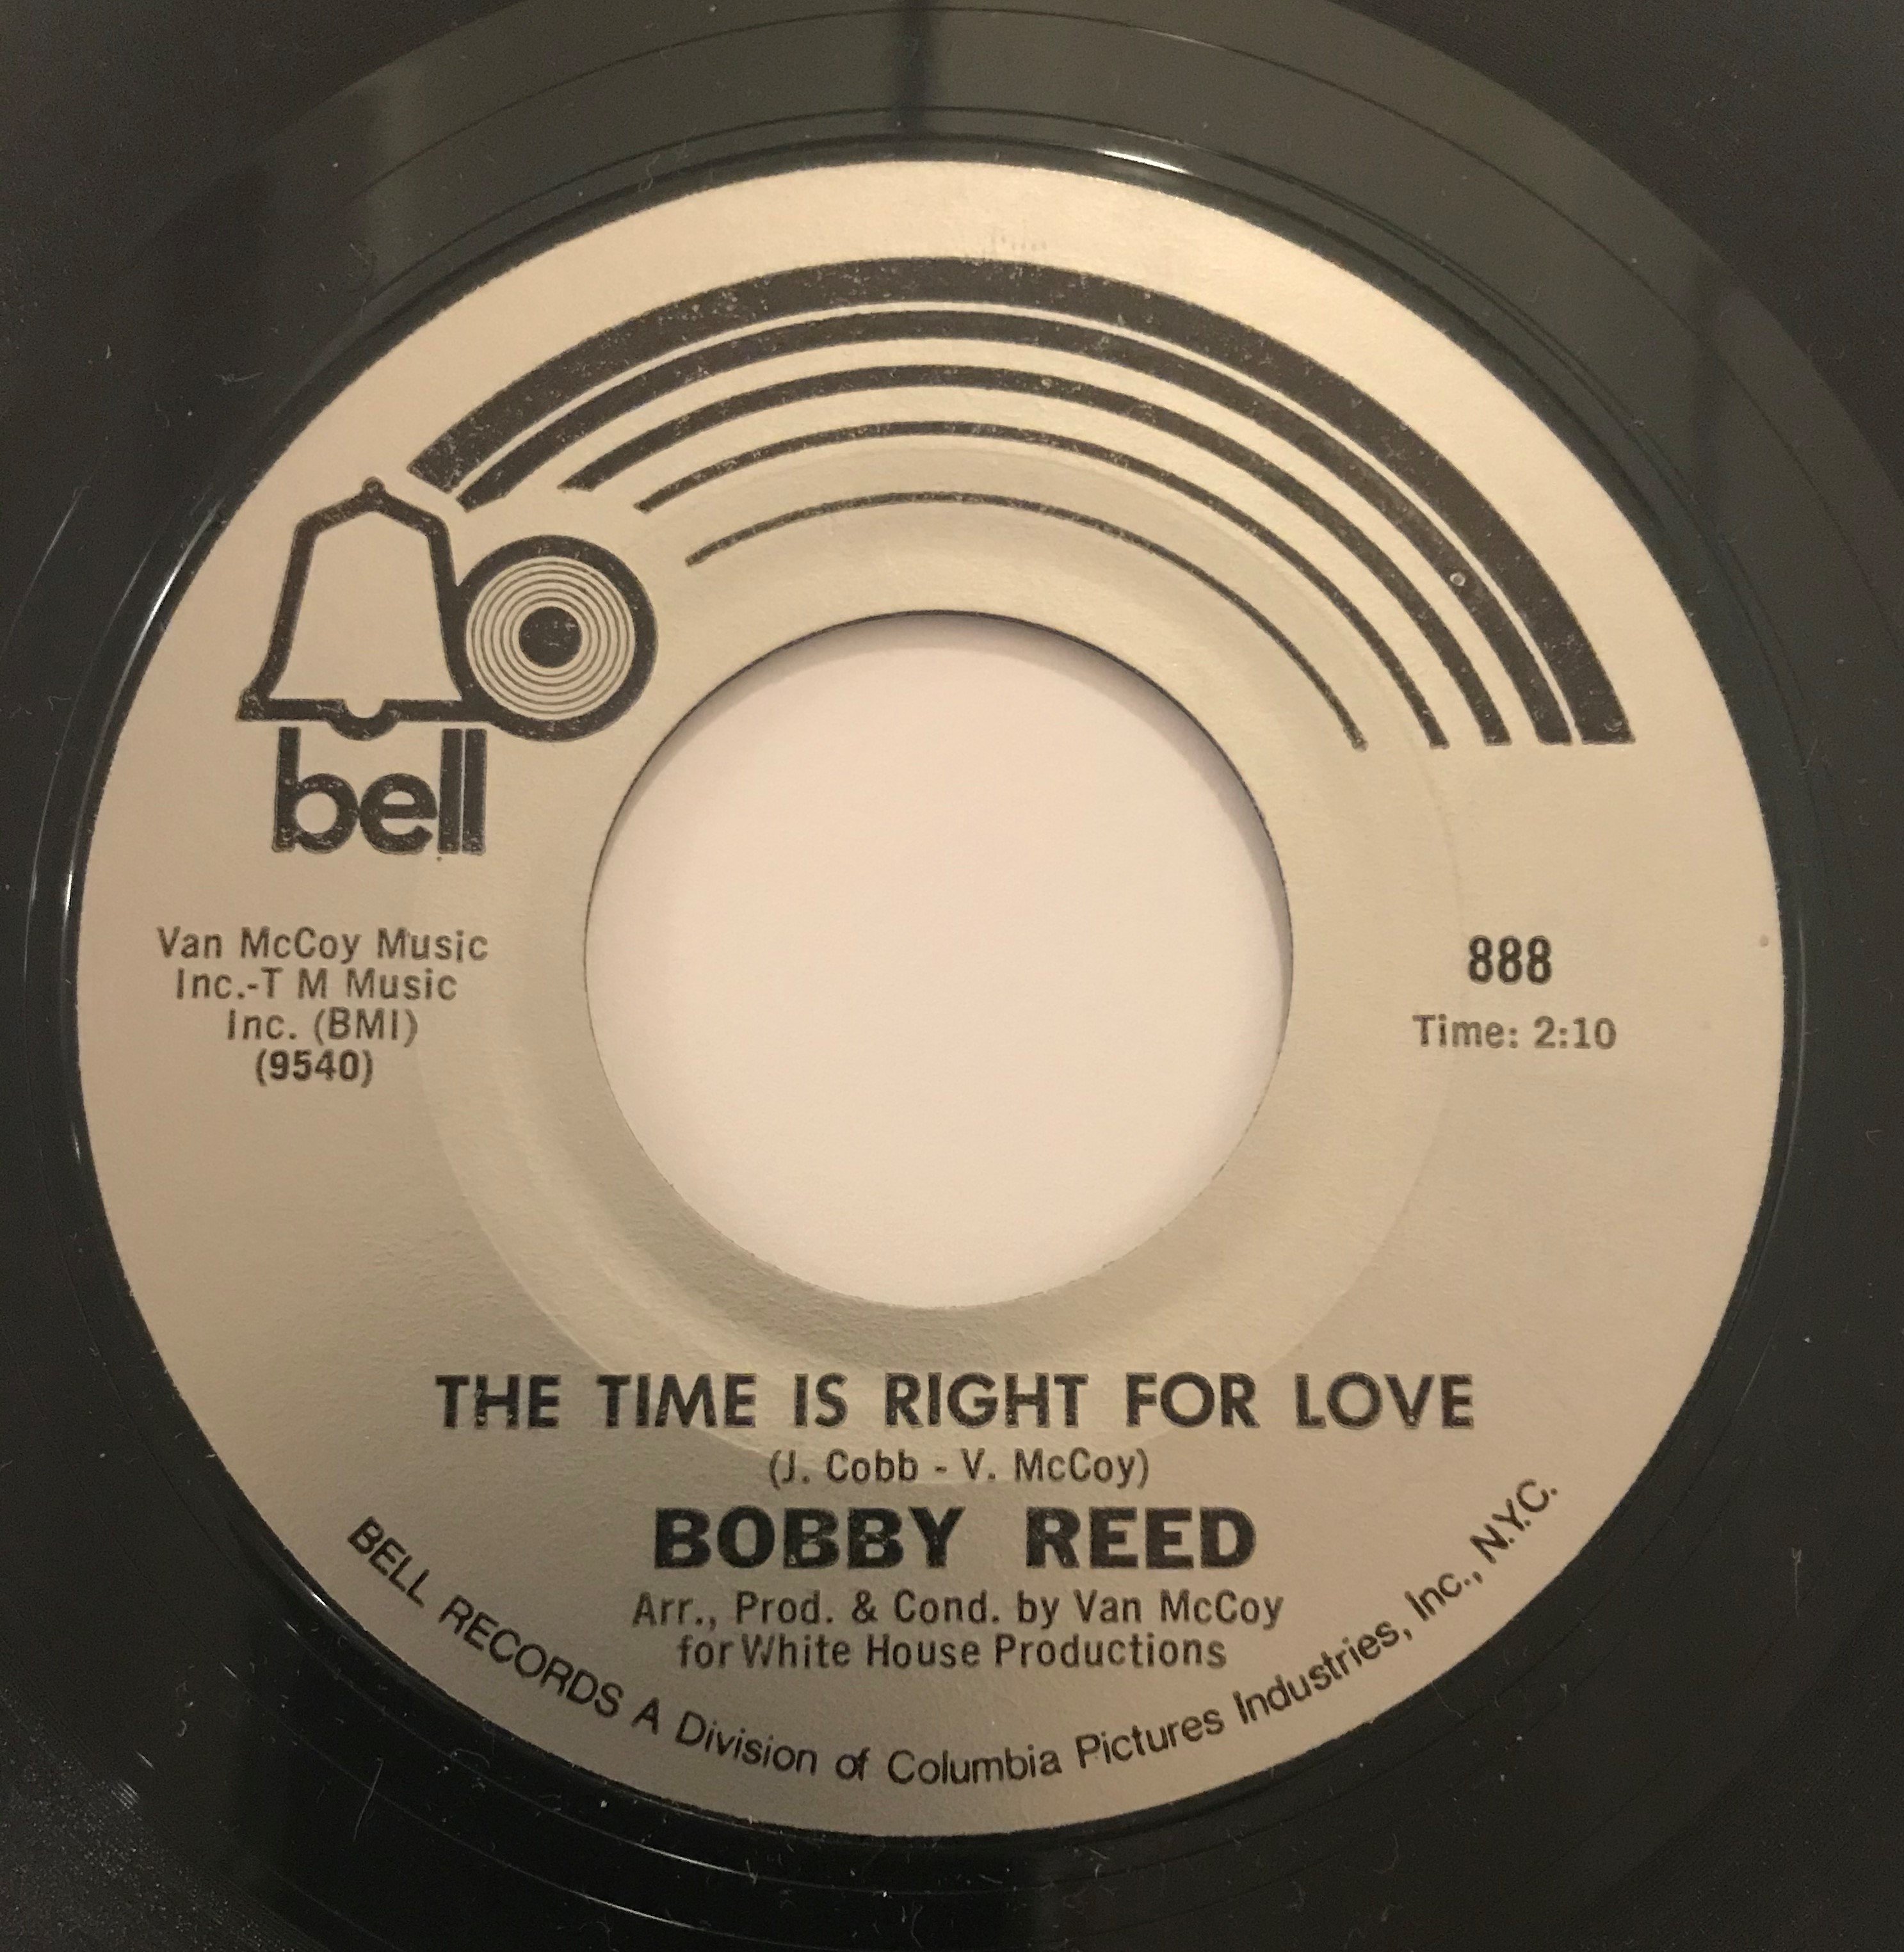 bell
Van McCoy Music
Inc.-T M Music
Inc. (BMI)
(9540)
888
Time: 2:10
THE TIME IS RIGHT FOR LOVE
(J. Cobb - V. McCoy)
BOBBY REED
Arr., Prod. & Cond. by Van McCoy
for White House Productions
BELL RECORDS A Division of Columbia Pictures Industries, Inc., N.Y.C.